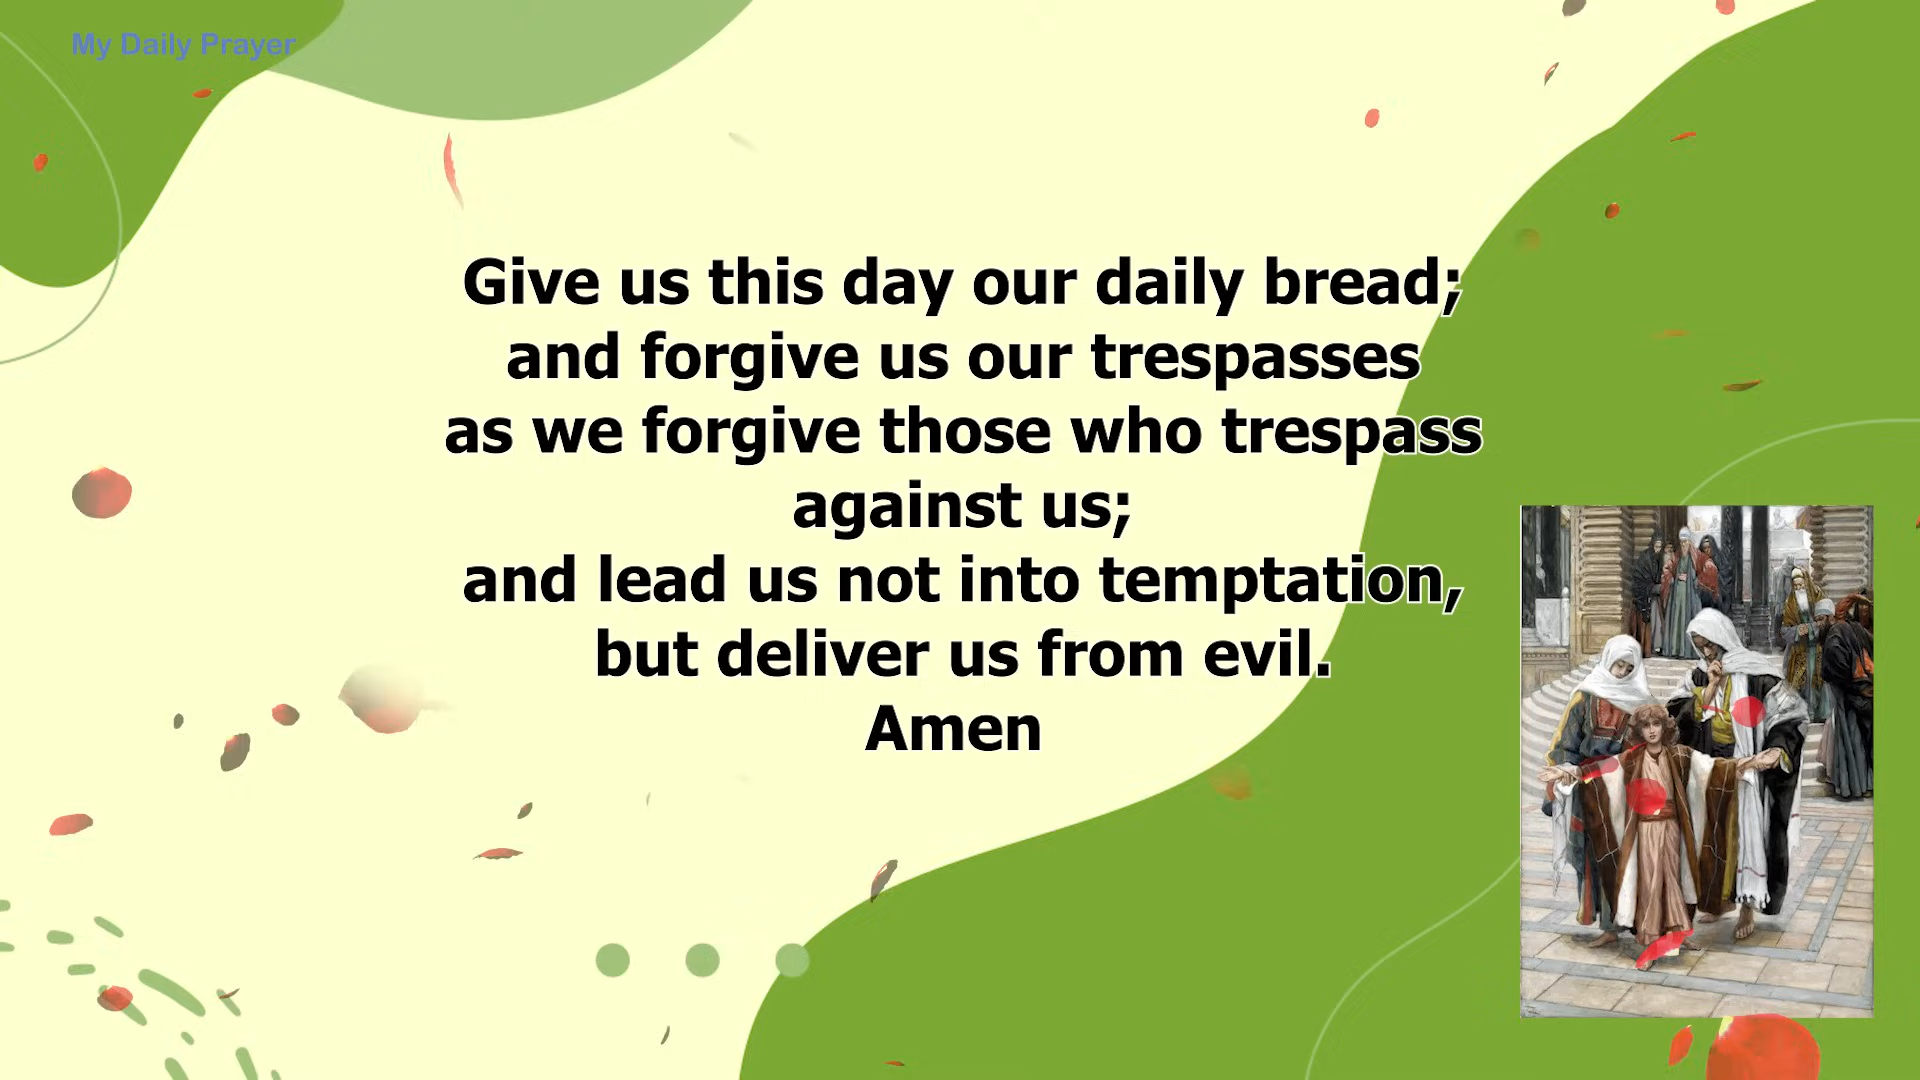 My Daily Prayer
Give us this day our daily bread;
and forgive us our trespasses
as we forgive those who trespass
against us;
and lead us not into temptation,
but deliver us from evil.
Amen